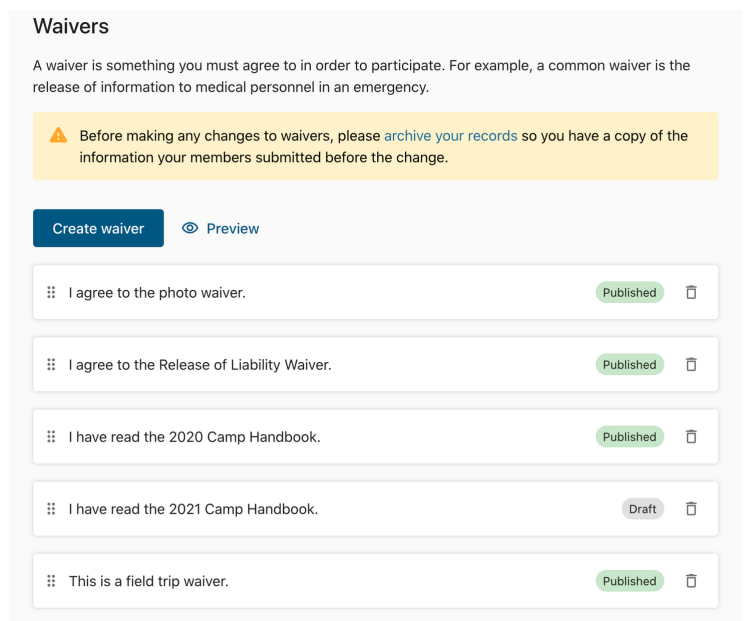 Waivers
A waiver is something you must agree to in order to participate. For example, a common waiver is the
release of information to medical personnel in an emergency.
Before making any changes to waivers, please archive your records so you have a copy of the
information your members submitted before the change.
Create waiver Preview
I agree to the photo waiver. Published
I agree to the Release of Liability Waiver. Published
I have read the 2020 Camp Handbook. Published
I have read the 2021 Camp Handbook. Draft
This is a field trip waiver. Published